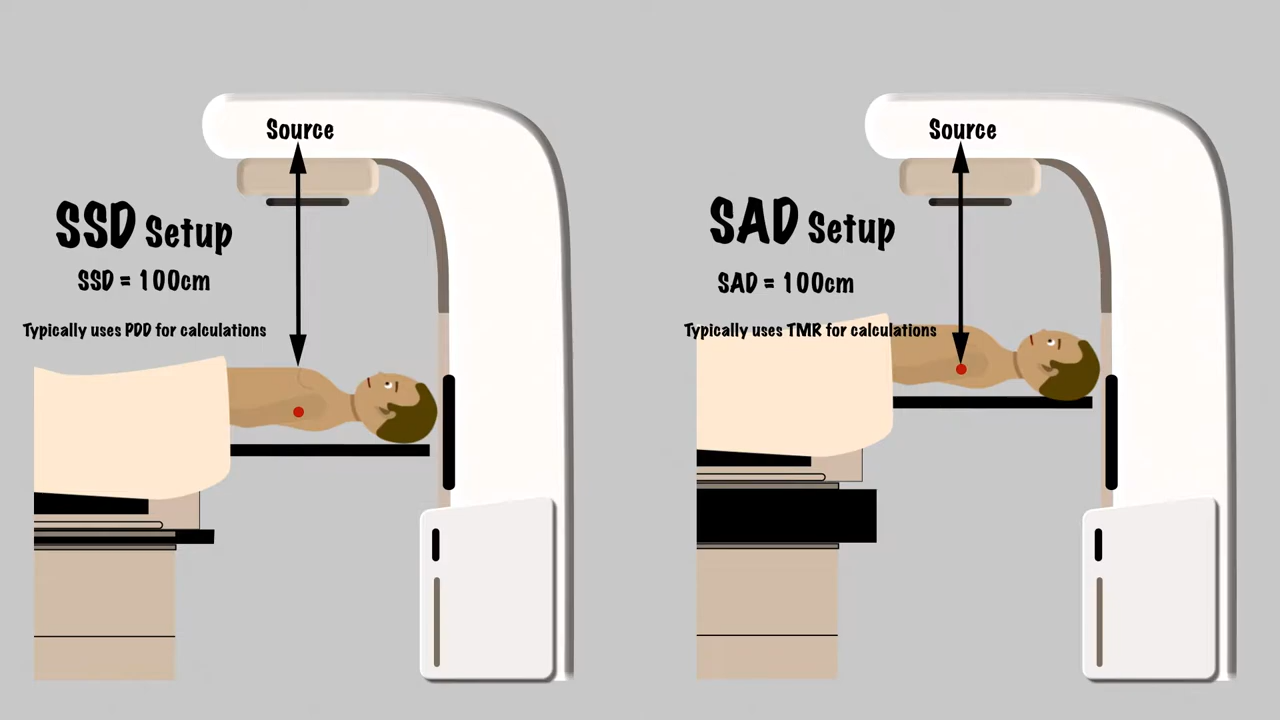 Source
SSD Setup
SSD = 100cm
Typically uses PDD for calculations
Source
SAD Setup
SAD = 100cm
Typically uses TMR for calculations